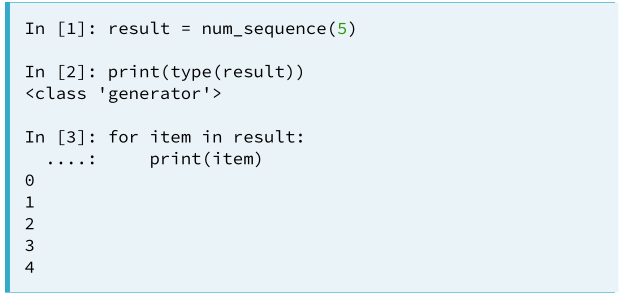 In [1]: result = num_sequence(5)
In [2]: print(type(result))
<class 'generator'>
In [3]: for item in result:
  ....:     print(item)
0
1
2
3
4